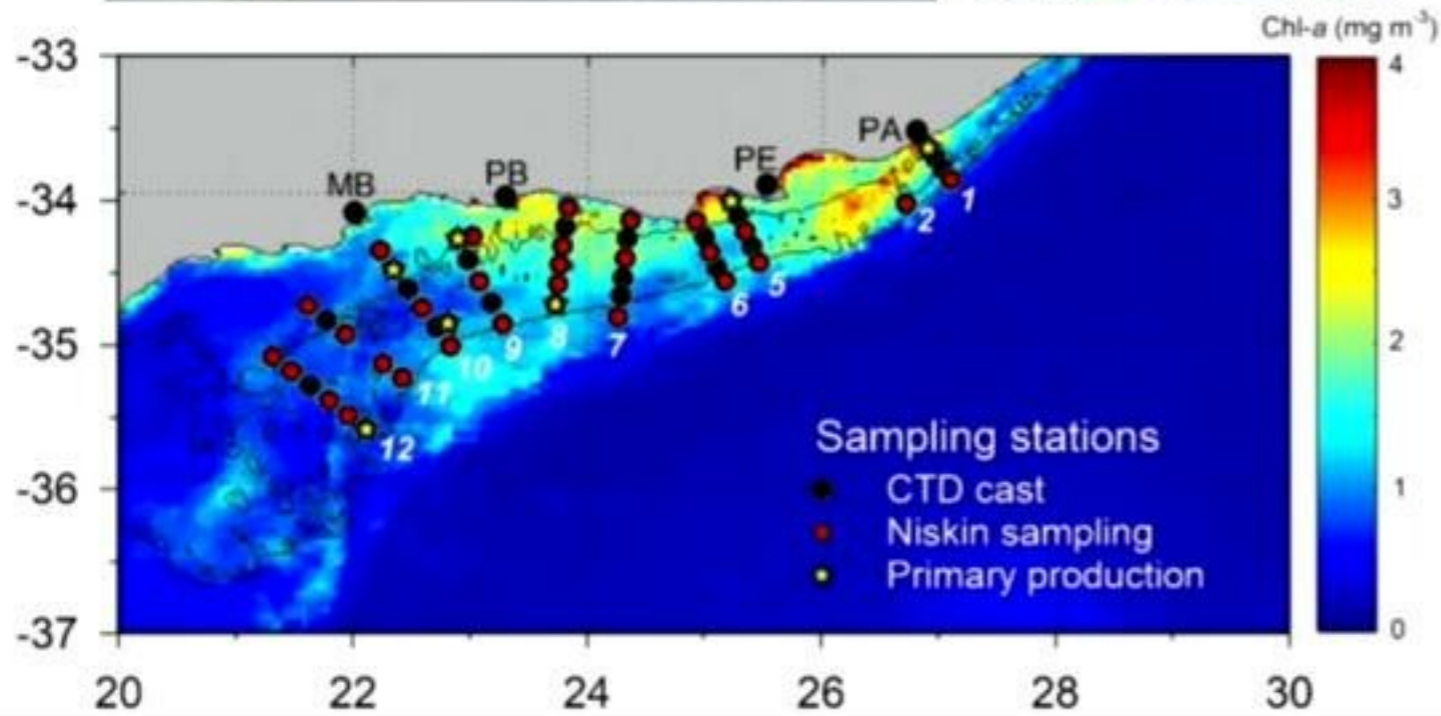 Chl-a (mg m⁻³)
-33
-34
-35
-36
-37
20
22
24
26
28
30
4
3
2
1
0
MB
PB
PE
PA
1
2
5
6
7
8
9
10
11
12
Sampling stations
CTD cast
Niskin sampling
Primary production